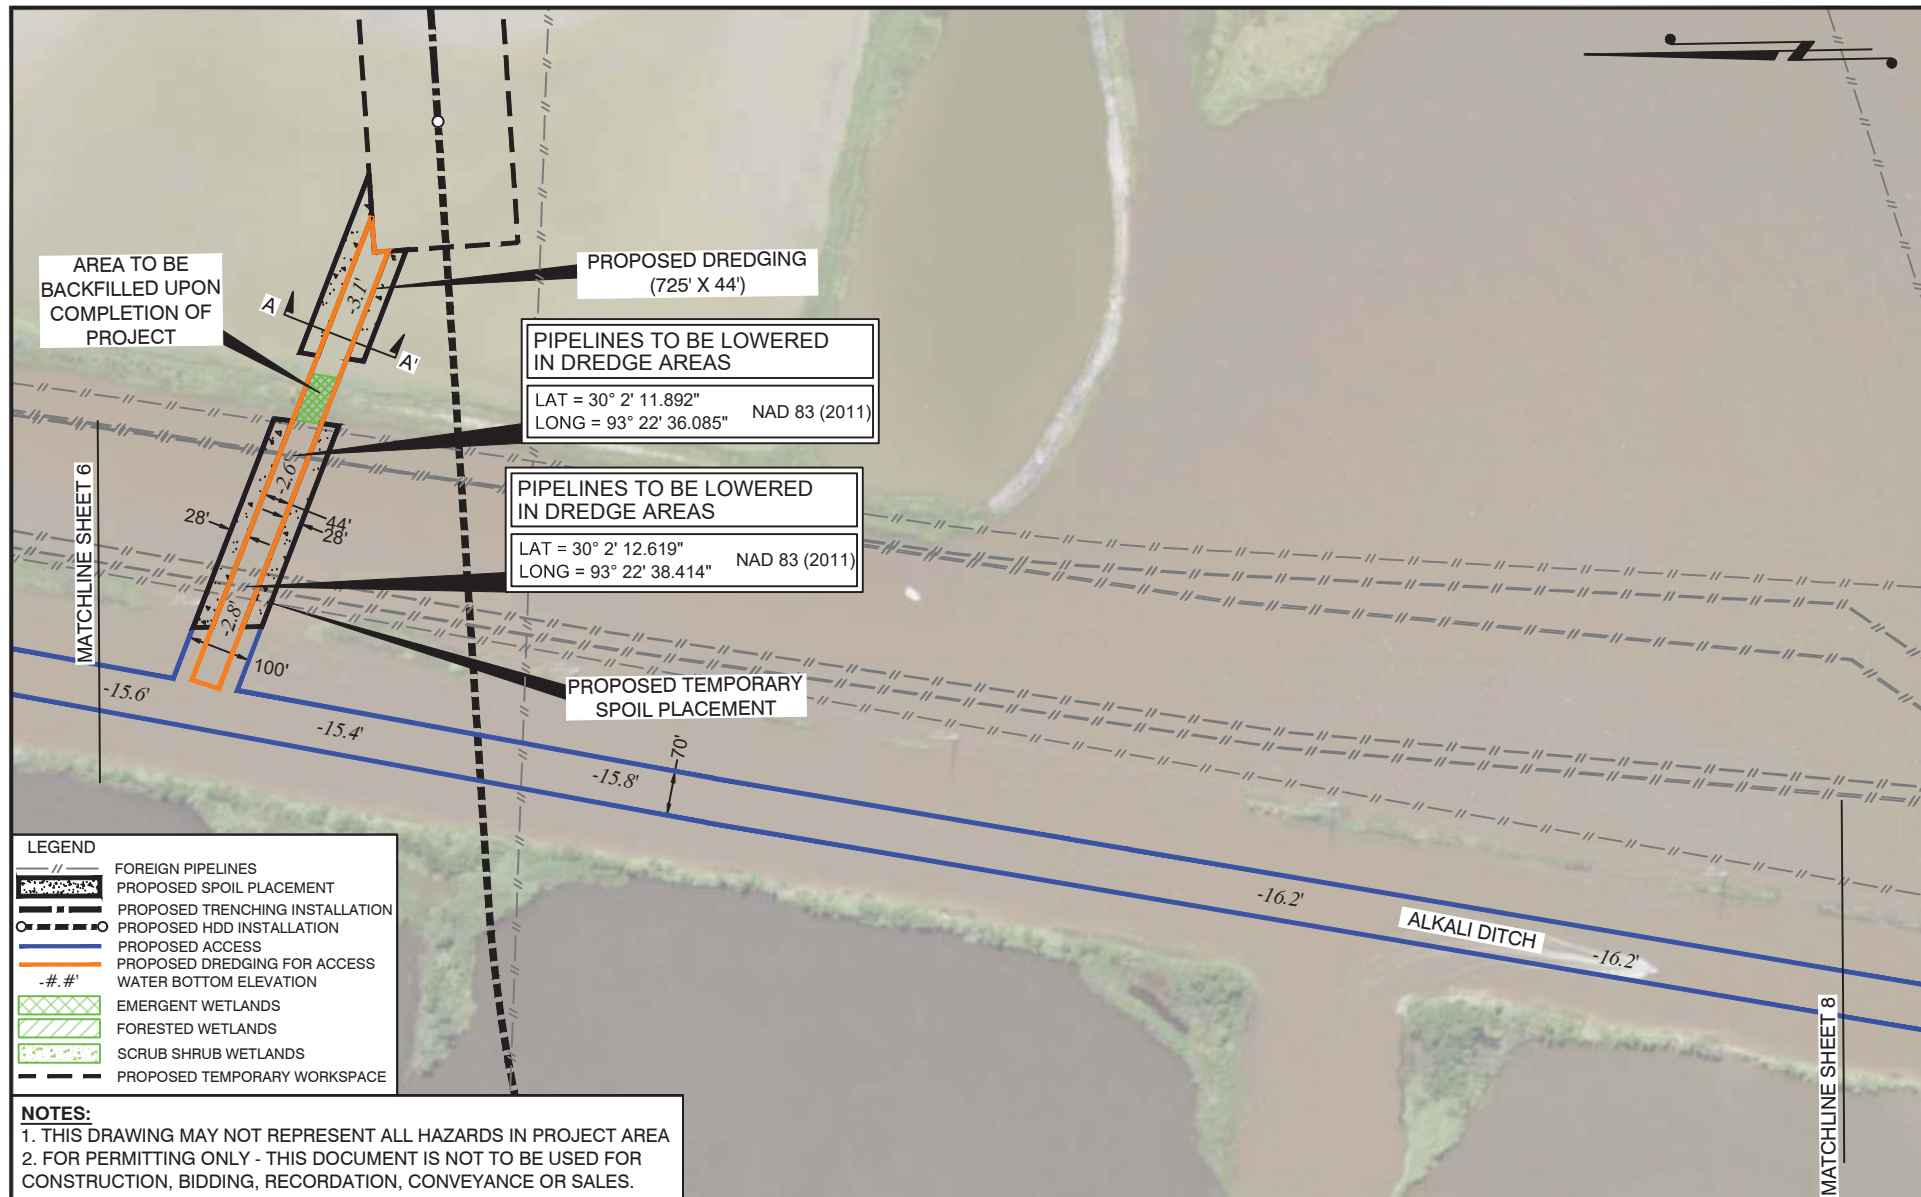 AREA TO BE
BACKFILLED UPON
COMPLETION OF
PROJECT
PROPOSED DREDGING
(725' X 44')
A
A'
-3.1'
PIPELINES TO BE LOWERED
IN DREDGE AREAS
LAT = 30° 2' 11.892"
LONG = 93° 22' 36.085"
NAD 83 (2011)
PIPELINES TO BE LOWERED
IN DREDGE AREAS
LAT = 30° 2' 12.619"
LONG = 93° 22' 38.414"
NAD 83 (2011)
MATCHLINE SHEET 6
-2.6'
28'
44'
28'
-2.8'
100'
PROPOSED TEMPORARY
SPOIL PLACEMENT
-15.6'
-15.4'
-15.8'
70'
-16.2'
ALKALI DITCH
-16.2'
MATCHLINE SHEET 8
LEGEND
FOREIGN PIPELINES
PROPOSED SPOIL PLACEMENT
PROPOSED TRENCHING INSTALLATION
PROPOSED HDD INSTALLATION
PROPOSED ACCESS
PROPOSED DREDGING FOR ACCESS
-#.#' WATER BOTTOM ELEVATION
EMERGENT WETLANDS
FORESTED WETLANDS
SCRUB SHRUB WETLANDS
PROPOSED TEMPORARY WORKSPACE
NOTES:
1. THIS DRAWING MAY NOT REPRESENT ALL HAZARDS IN PROJECT AREA
2. FOR PERMITTING ONLY - THIS DOCUMENT IS NOT TO BE USED FOR
CONSTRUCTION, BIDDING, RECORDATION, CONVEYANCE OR SALES.